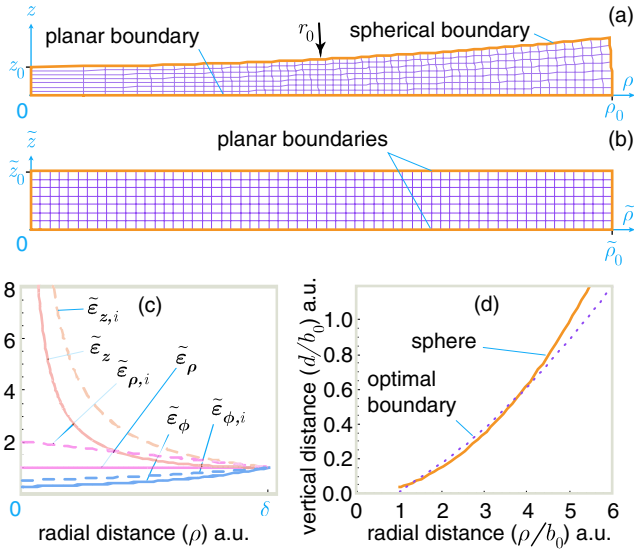 z
(a)
planar boundary
r₀
spherical boundary
z₀
ρ
0
ρ₀
z̃
planar boundaries
(b)
z̃₀
ρ̃
0
ρ̃₀
8
(c)
ε̃z,i
6
ε̃z
ε̃ρ,i
ε̃ρ
4
ε̃ϕ
ε̃ϕ,i
2
0
δ
radial distance (ρ) a.u.
(d)
vertical distance (d/b₀) a.u.
1.0
0.8
0.6
0.4
0.2
0.0
sphere
optimal
boundary
0 1 2 3 4 5 6
radial distance (ρ/b₀) a.u.